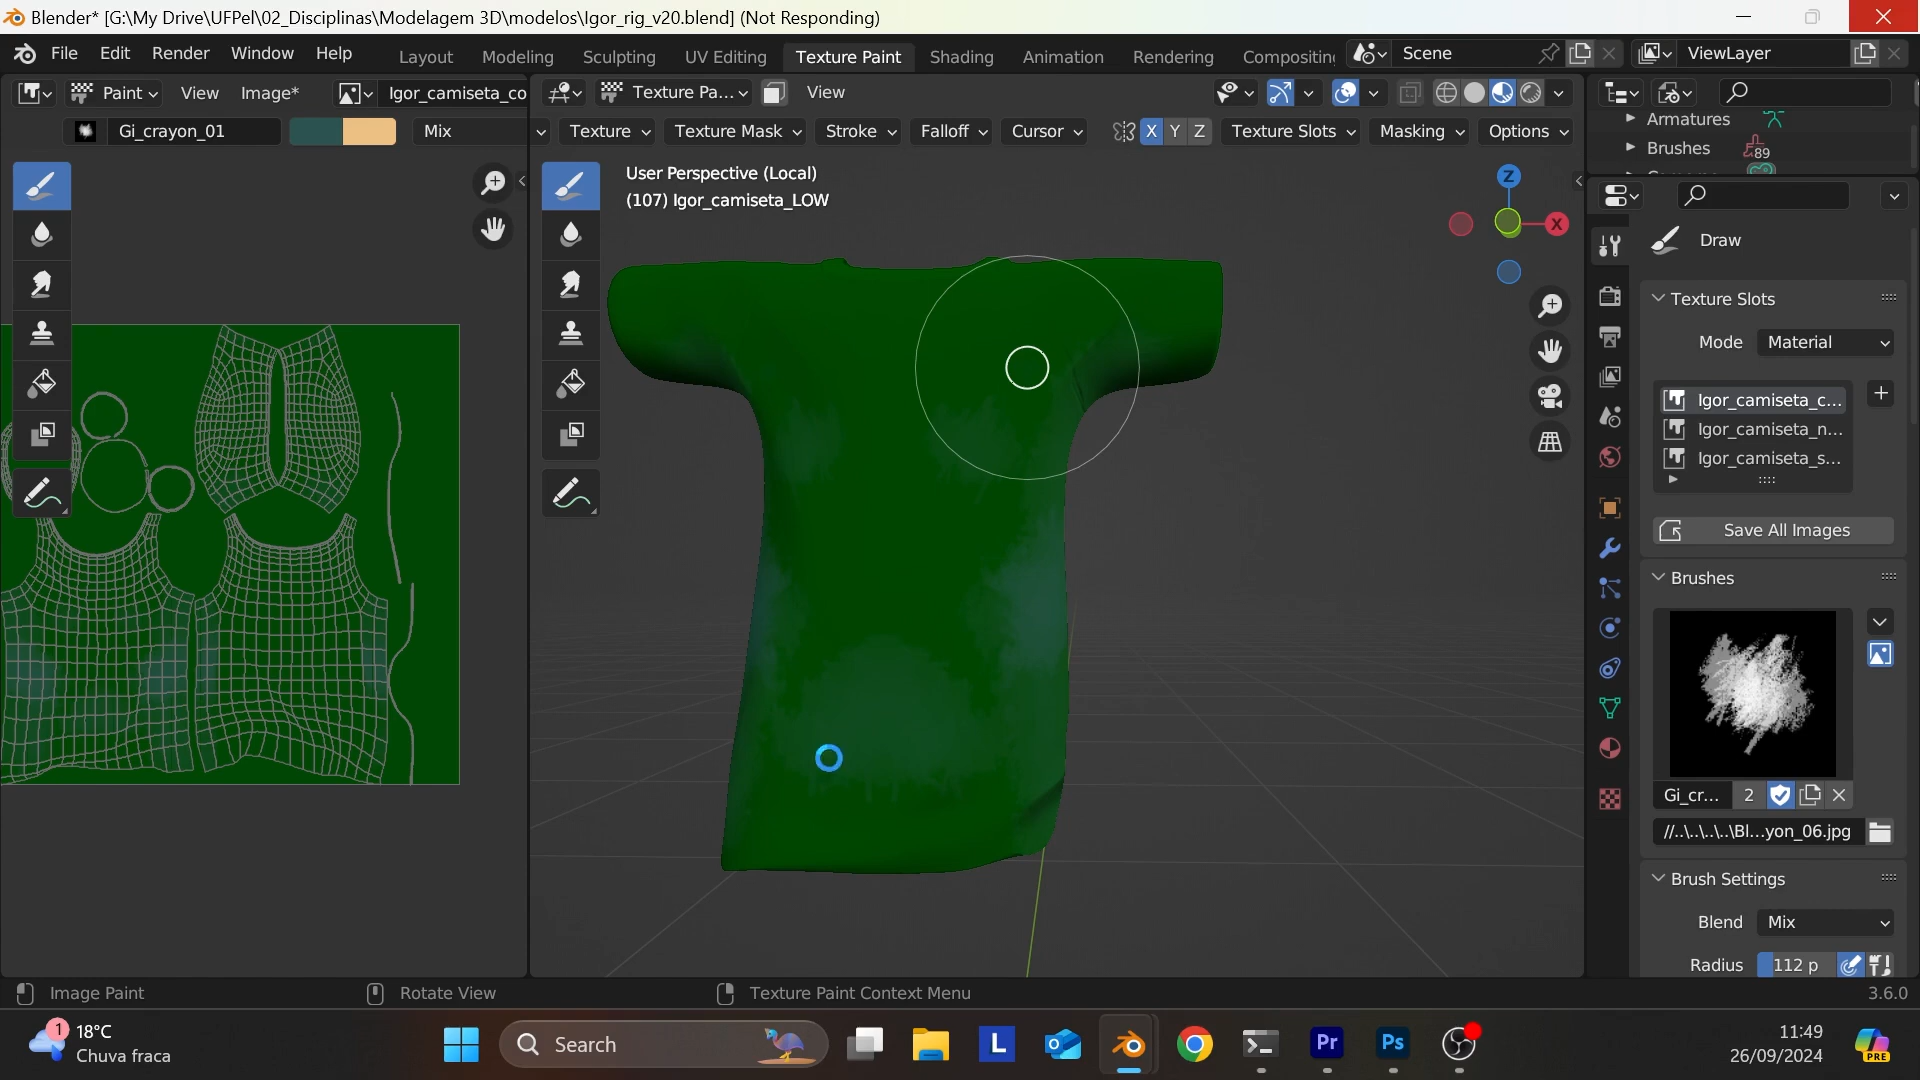 Blender* [G:\My Drive\UFPel\02_Disciplinas\Modelagem 3D\modelos\Igor_rig_v20.blend] (Not Responding)
File Edit Render Window Help Layout Modeling Sculpting UV Editing Texture Paint Shading Animation Rendering Compositing Scene ViewLayer
Paint View Image* Igor_camiseta_co Texture Pa... View
Gi_crayon_01 Mix Texture Texture Mask Stroke Falloff Cursor X Y Z Texture Slots Masking Options
Armatures
Brushes 89
User Perspective (Local)
(107) Igor_camiseta_LOW
Z
X
Draw
Texture Slots
Mode Material
Igor_camiseta_c...
Igor_camiseta_n...
Igor_camiseta_s...
Save All Images
Brushes
Gi_cr... 2
//..\..\..\..\Bl...yon_06.jpg
Brush Settings
Blend Mix
Radius 112 p
Image Paint Rotate View Texture Paint Context Menu 3.6.0
1 18°C
Chuva fraca
Search
L
Pr
Ps
11:49
26/09/2024
PRE